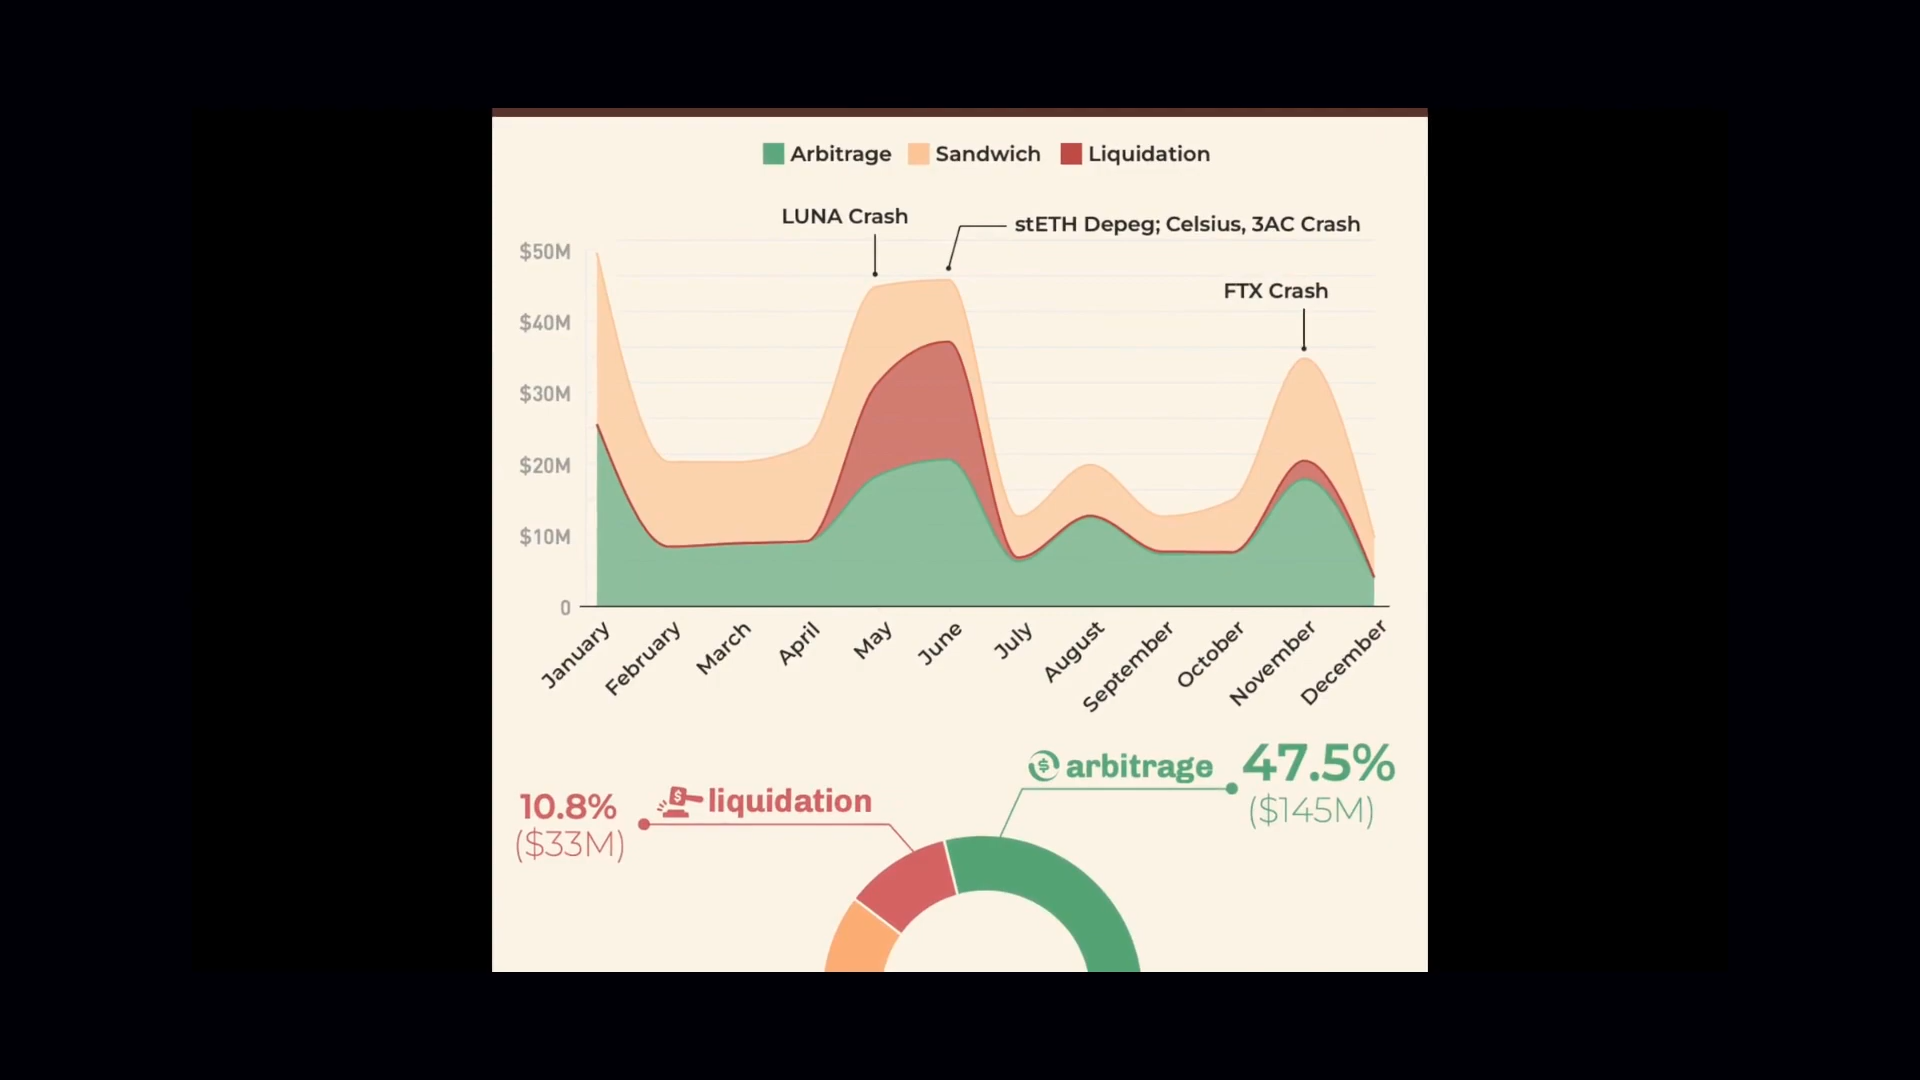 Arbitrage Sandwich Liquidation
LUNA Crash
stETH Depeg; Celsius, 3AC Crash
FTX Crash
$50M
$40M
$30M
$20M
$10M
0
January
February
March
April
May
June
July
August
September
October
November
December
arbitrage
47.5%
($145M)
liquidation
10.8%
($33M)